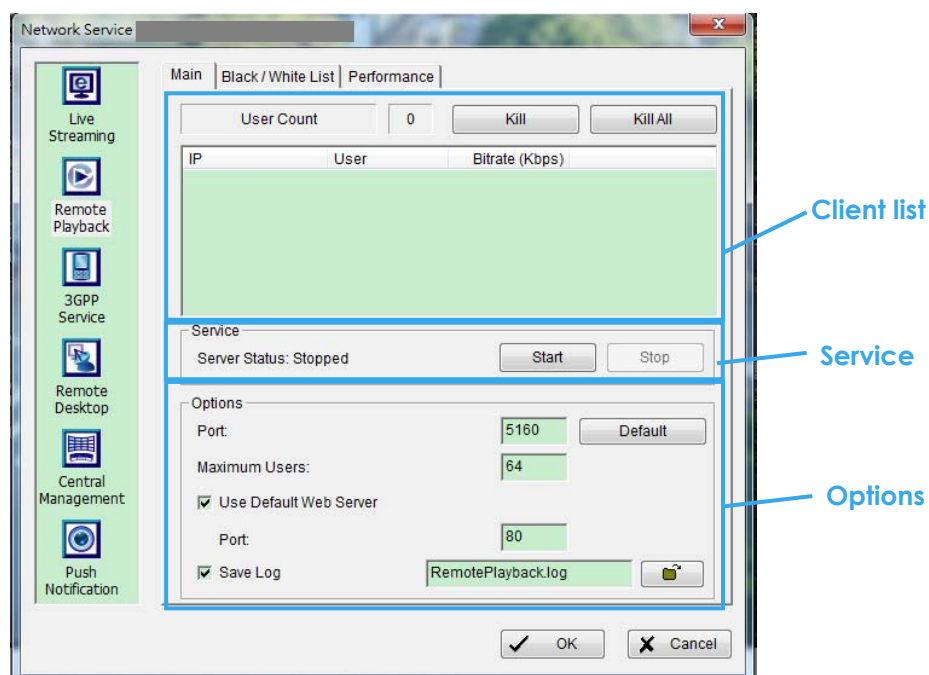 Network Service
Live
Streaming
Remote
Playback
3GPP
Service
Remote
Desktop
Central
Management
Push
Notification
Main Black / White List Performance
User Count 0 Kill Kill All
IP User Bitrate (Kbps)
Client list
Service
Server Status: Stopped Start Stop
Service
Options
Port: 5160 Default
Maximum Users: 64
Use Default Web Server
Options
Port: 80
Save Log RemotePlayback.log
OK Cancel